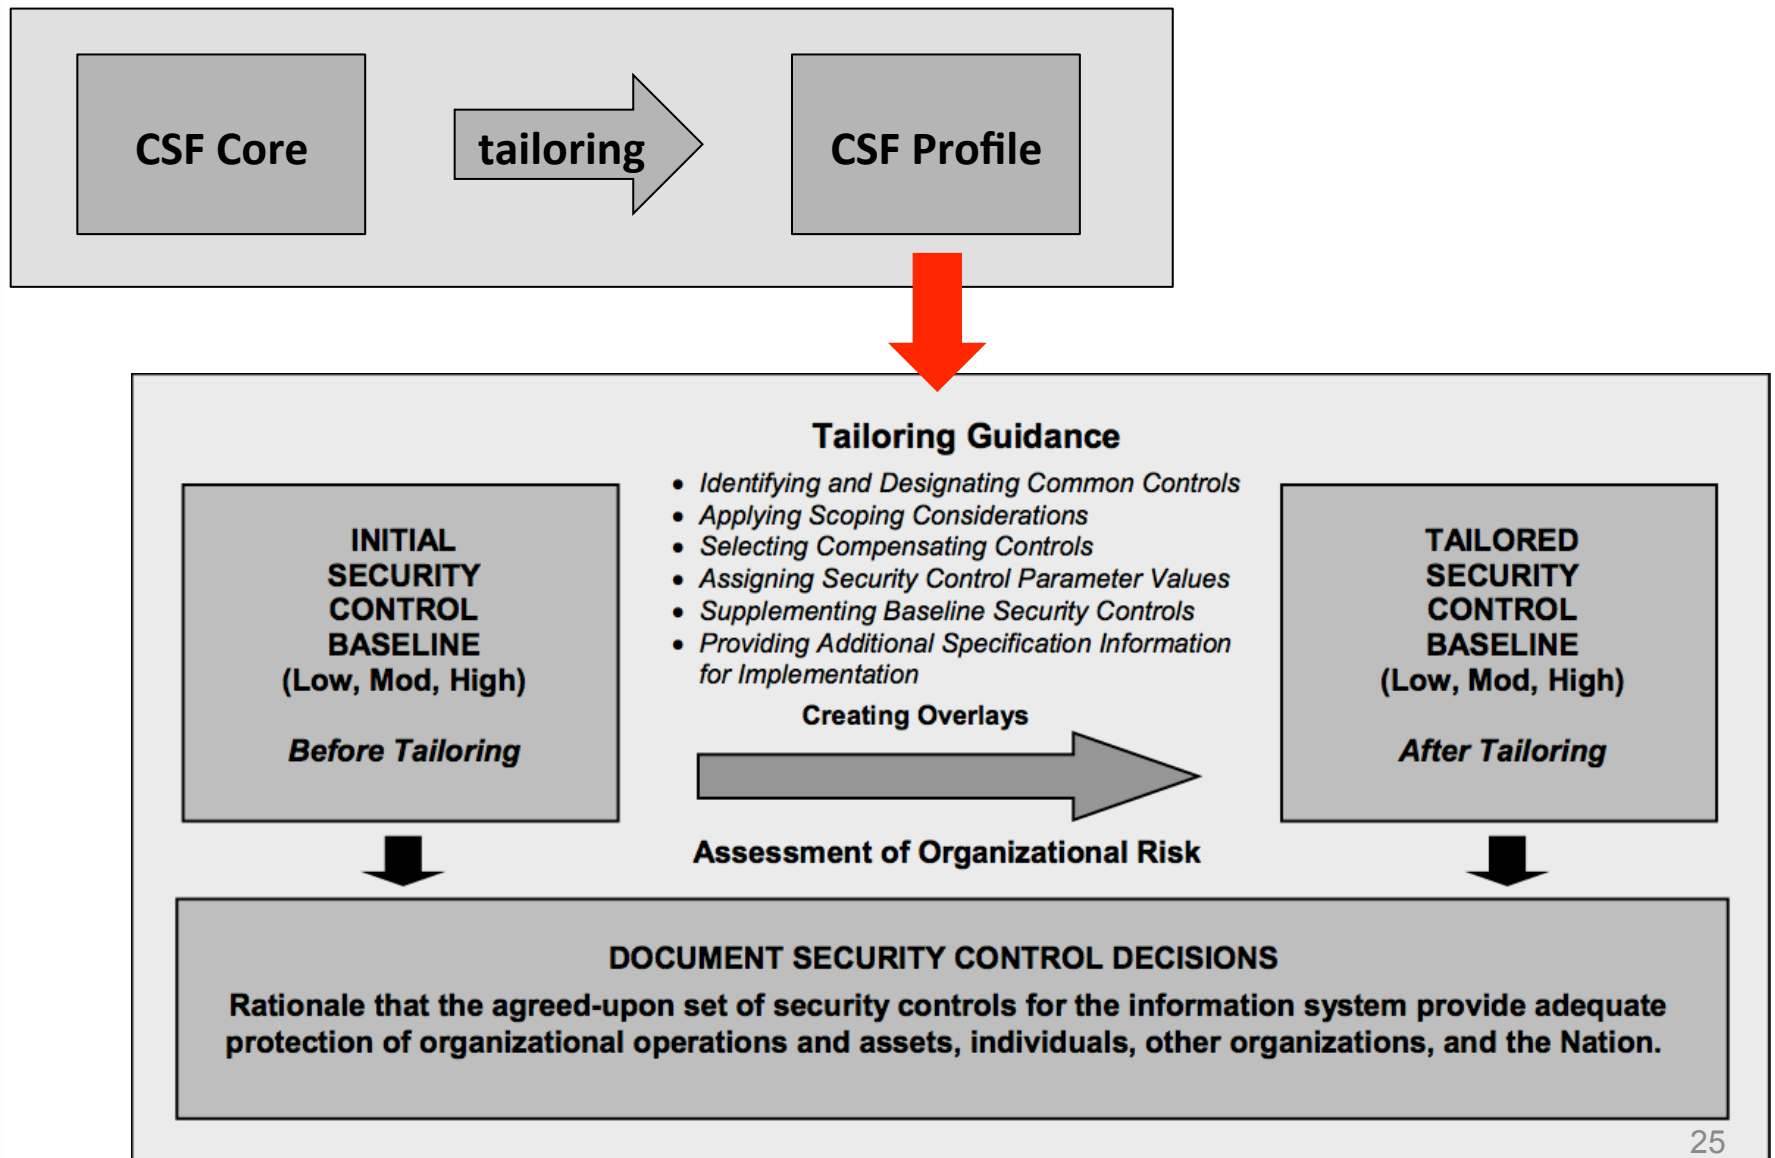 CSF Core
tailoring
CSF Profile
Tailoring Guidance
• Identifying and Designating Common Controls
• Applying Scoping Considerations
• Selecting Compensating Controls
• Assigning Security Control Parameter Values
• Supplementing Baseline Security Controls
• Providing Additional Specification Information
for Implementation
Creating Overlays
Assessment of Organizational Risk
INITIAL
SECURITY
CONTROL
BASELINE
(Low, Mod, High)
Before Tailoring
TAILORED
SECURITY
CONTROL
BASELINE
(Low, Mod, High)
After Tailoring
DOCUMENT SECURITY CONTROL DECISIONS
Rationale that the agreed-upon set of security controls for the information system provide adequate
protection of organizational operations and assets, individuals, other organizations, and the Nation.
25